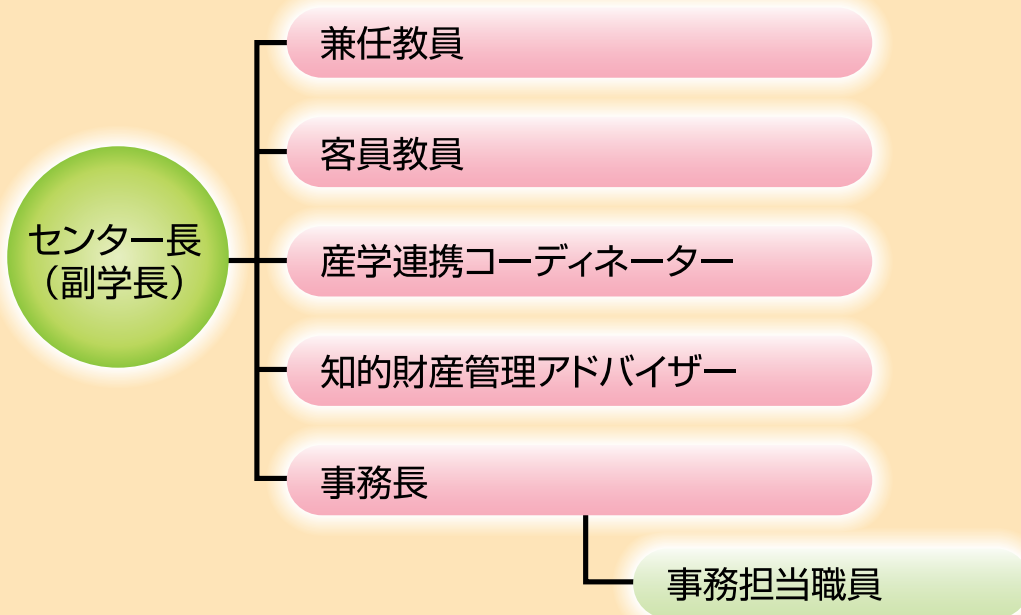 兼任教員
客員教員
センター長
（副学長）
産学連携コーディネーター
知的財産管理アドバイザー
事務長
事務担当職員